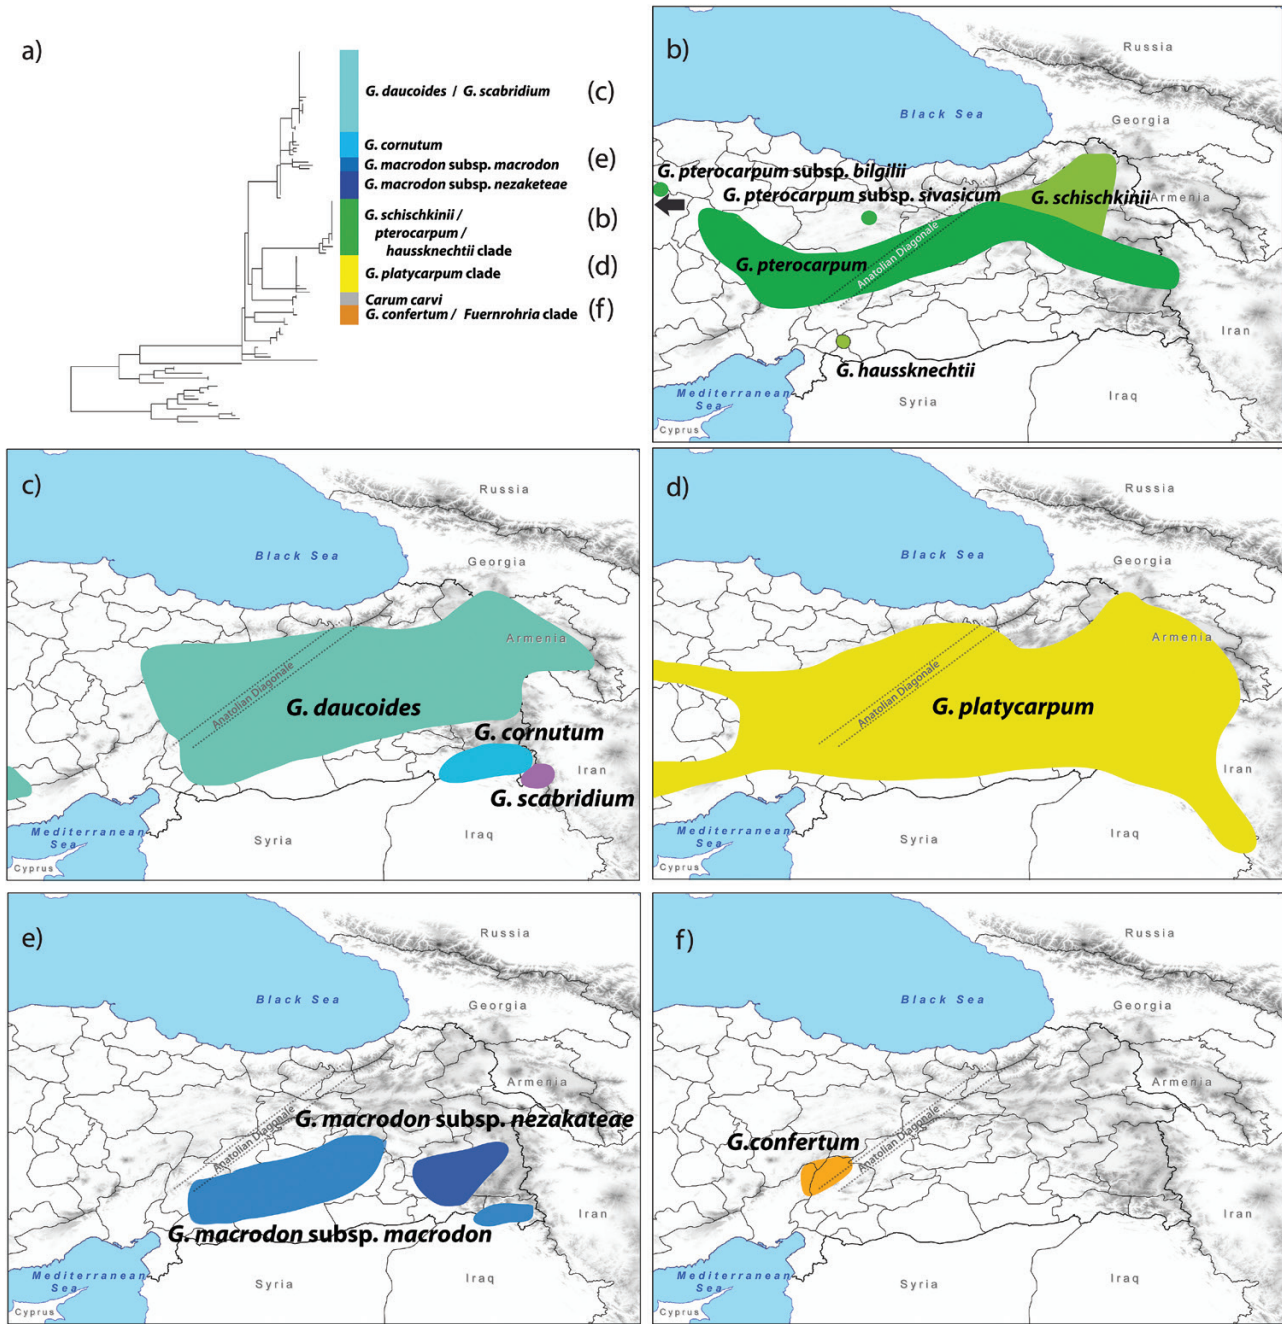 a)
G. daucoides / G. scabridium
(c)
G. cornutum
G. macrodon subsp. macrodon
(e)
G. macrodon subsp. nezaketeae
G. schischkinii /
pterocarpum /
haussknechtii clade
(b)
G. platycarpum clade
(d)
Carum carvi
G. confertum / Fuernrohria clade
(f)
b)
Russia
Black Sea
Georgia
G. pterocarpum subsp. bilgilii
G. pterocarpum subsp. sivasicum
G. schischkinii
Armenia
G. pterocarpum
Anatolian Diagonale
Iran
G. haussknechtii
Mediterranean
Sea
Syria
Iraq
Cyprus
c)
Russia
Black Sea
Georgia
Armenia
Anatolian Diagonale
G. daucoides
G. cornutum
Iran
G. scabridium
Mediterranean
Sea
Syria
Iraq
Cyprus
d)
Russia
Black Sea
Georgia
Armenia
Anatolian Diagonale
G. platycarpum
Iran
Mediterranean
Sea
Syria
Iraq
Cyprus
e)
Russia
Black Sea
Georgia
Armenia
G. macrodon subsp. nezakateae
Anatolian Diagonale
Iran
G. macrodon subsp. macrodon
Mediterranean
Sea
Syria
Iraq
Cyprus
f)
Russia
Black Sea
Georgia
Armenia
Anatolian Diagonale
G.confertum
Iran
Mediterranean
Sea
Syria
Iraq
Cyprus